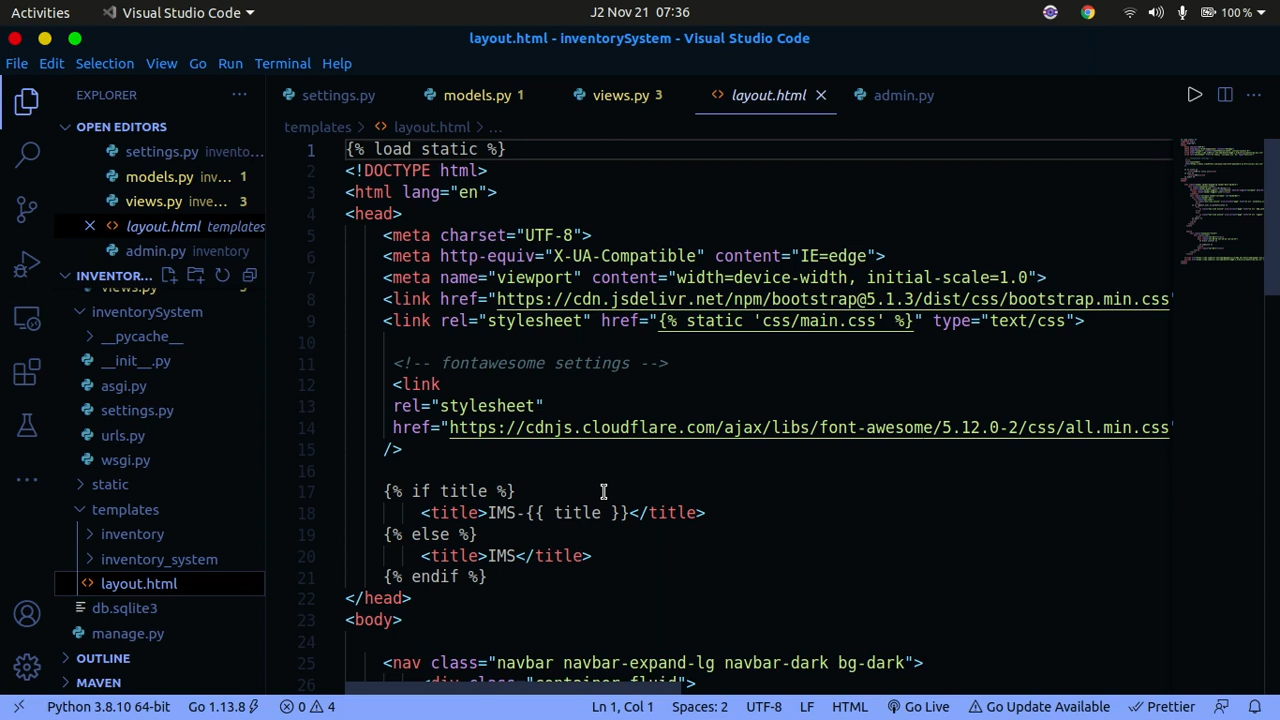 Activities Visual Studio Code J2 Nov 21 07:36 100 %
layout.html - inventorySystem - Visual Studio Code
File Edit Selection View Go Run Terminal Help
EXPLORER
OPEN EDITORS
settings.py invento...
models.py inv... 1
views.py inve... 3
layout.html templates
admin.py inventory
INVENTOR...
views.py
inventorySystem
__pycache__
__init__.py
asgi.py
settings.py
urls.py
wsgi.py
static
templates
inventory
inventory_system
layout.html
db.sqlite3
manage.py
OUTLINE
MAVEN
settings.py models.py 1 views.py 3 layout.html admin.py
templates > layout.html > ...
1 {% load static %}
2 <!DOCTYPE html>
3 <html lang="en">
4 <head>
5 <meta charset="UTF-8">
6 <meta http-equiv="X-UA-Compatible" content="IE=edge">
7 <meta name="viewport" content="width=device-width, initial-scale=1.0">
8 <link href="https://cdn.jsdelivr.net/npm/bootstrap@5.1.3/dist/css/bootstrap.min.css"
9 <link rel="stylesheet" href="{% static 'css/main.css' %}" type="text/css">
10
11 <!-- fontawesome settings -->
12 <link
13 rel="stylesheet"
14 href="https://cdnjs.cloudflare.com/ajax/libs/font-awesome/5.12.0-2/css/all.min.css"
15 />
16
17 {% if title %}
18 <title>IMS-{{ title }}</title>
19 {% else %}
20 <title>IMS</title>
21 {% endif %}
22 </head>
23 <body>
24
25 <nav class="navbar navbar-expand-lg navbar-dark bg-dark">
26 <div class="container-fluid">
Python 3.8.10 64-bit Go 1.13.8 0 4 Ln 1, Col 1 Spaces: 2 UTF-8 LF HTML Go Live Go Update Available Prettier